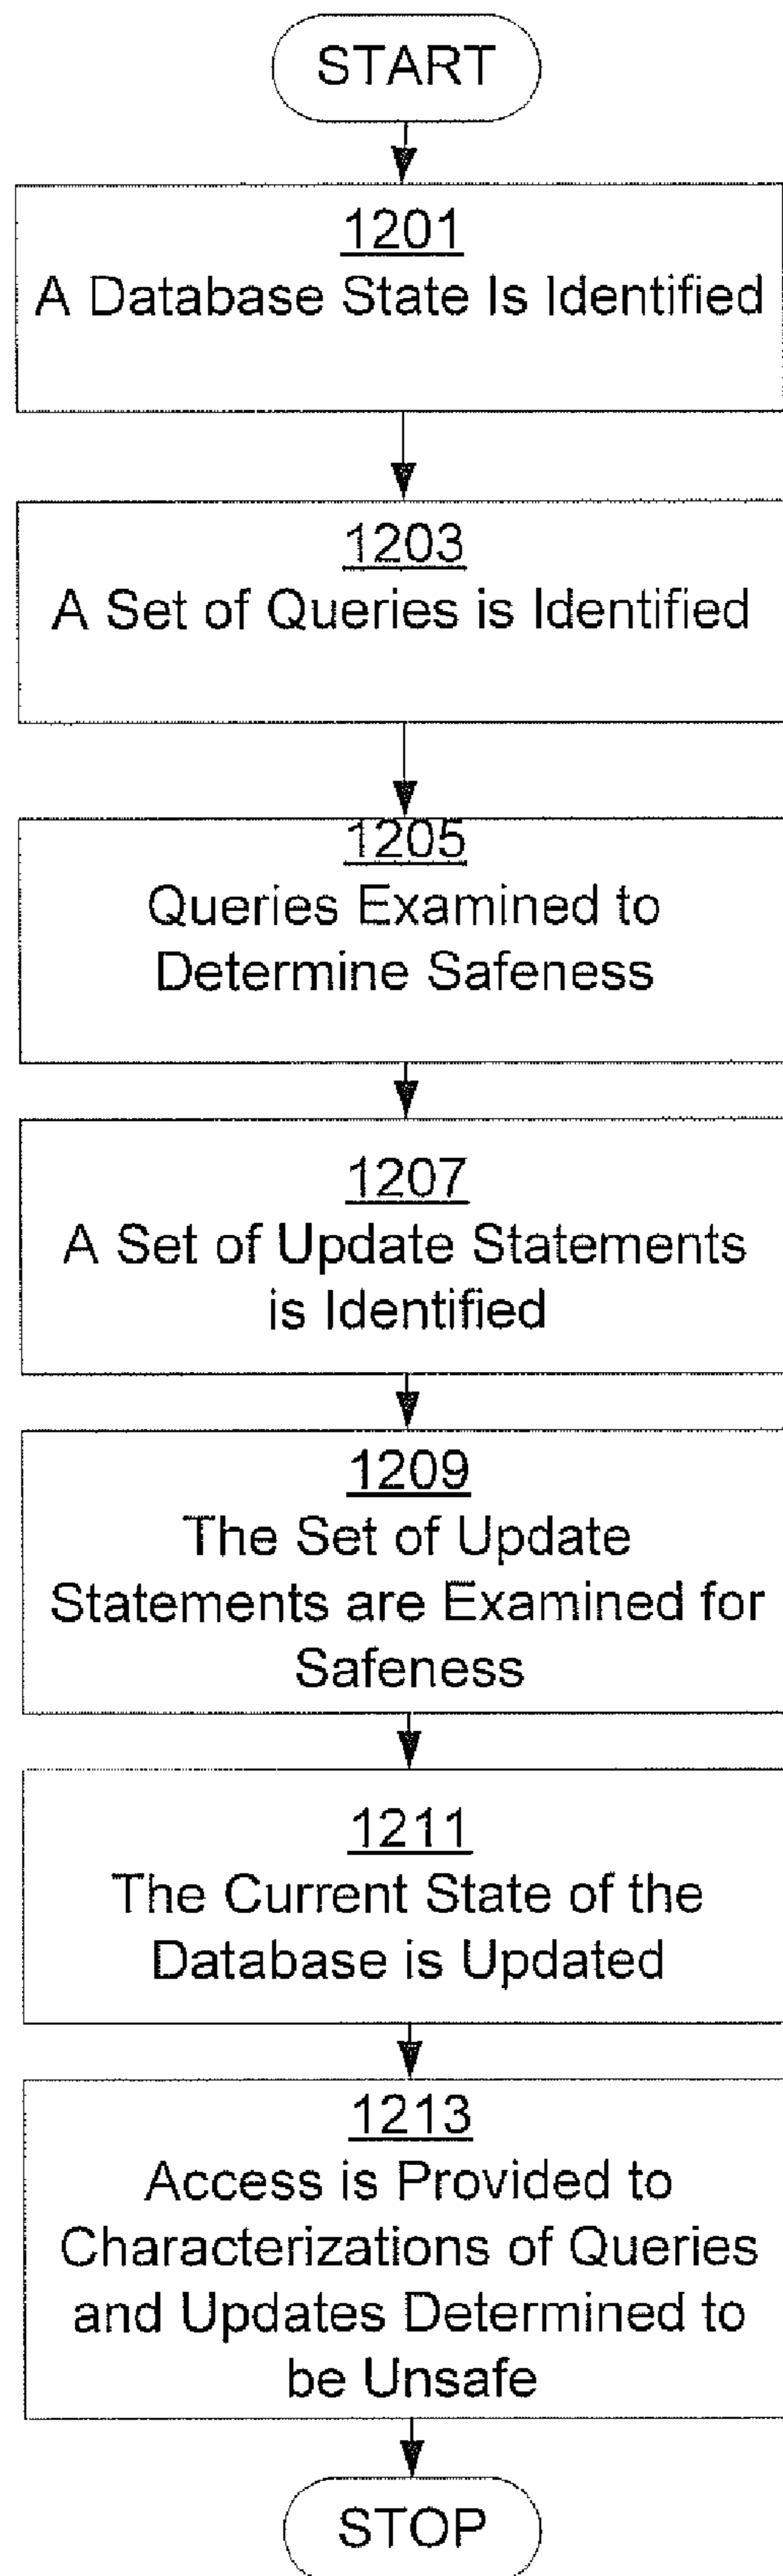 START
1201
A Database State Is Identified
1203
A Set of Queries is Identified
1205
Queries Examined to
Determine Safeness
1207
A Set of Update Statements
is Identified
1209
The Set of Update
Statements are Examined for
Safeness
1211
The Current State of the
Database is Updated
1213
Access is Provided to
Characterizations of Queries
and Updates Determined to
be Unsafe
STOP